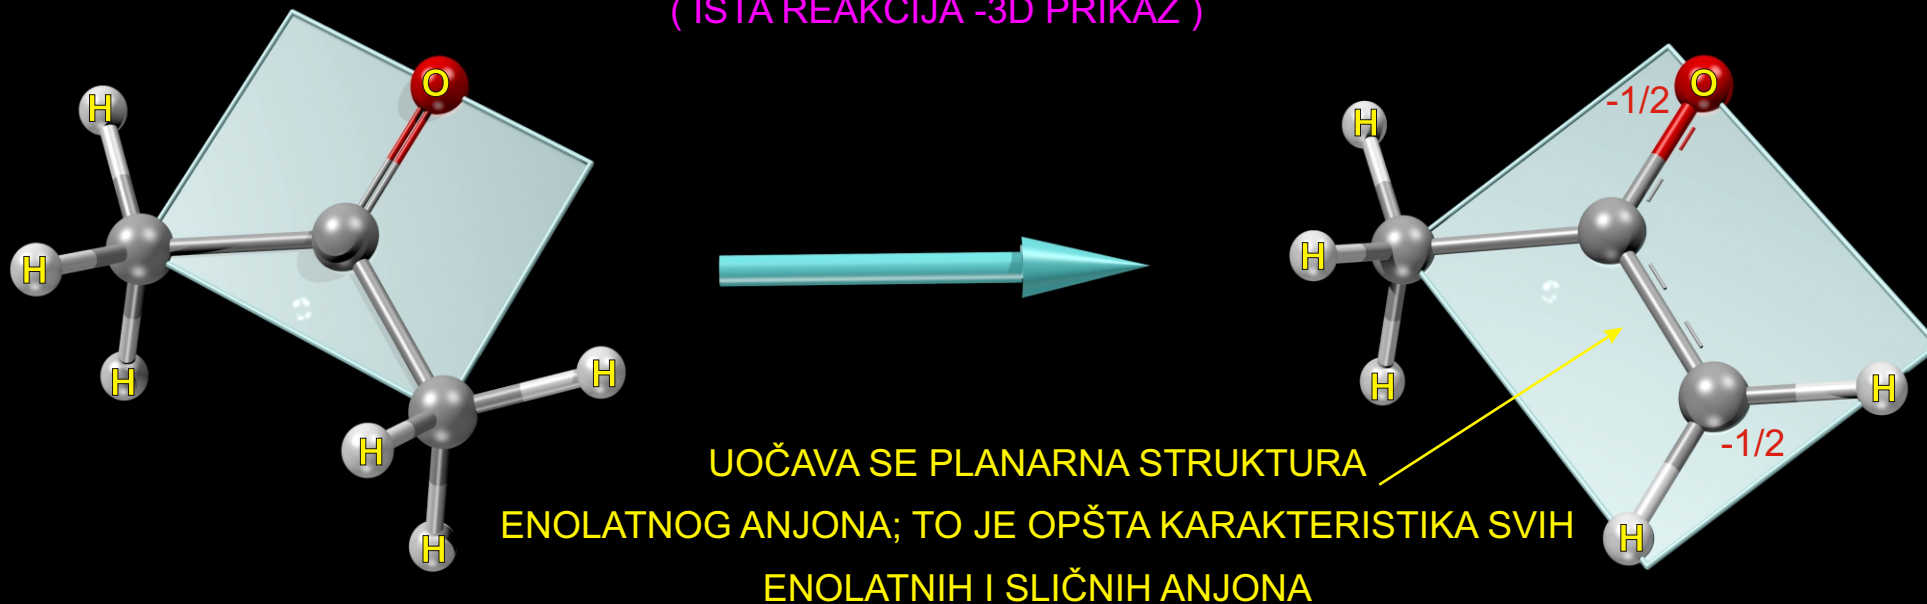 ( ISTA REAKCIJA -3D PRIKAZ )
O
H
H
H
H
H
H
O
-1/2
H
H
H
H
-1/2
H
UOČAVA SE PLANARNA STRUKTURA
ENOLATNOG ANJONA; TO JE OPŠTA KARAKTERISTIKA SVIH
ENOLATNIH I SLIČNIH ANJONA